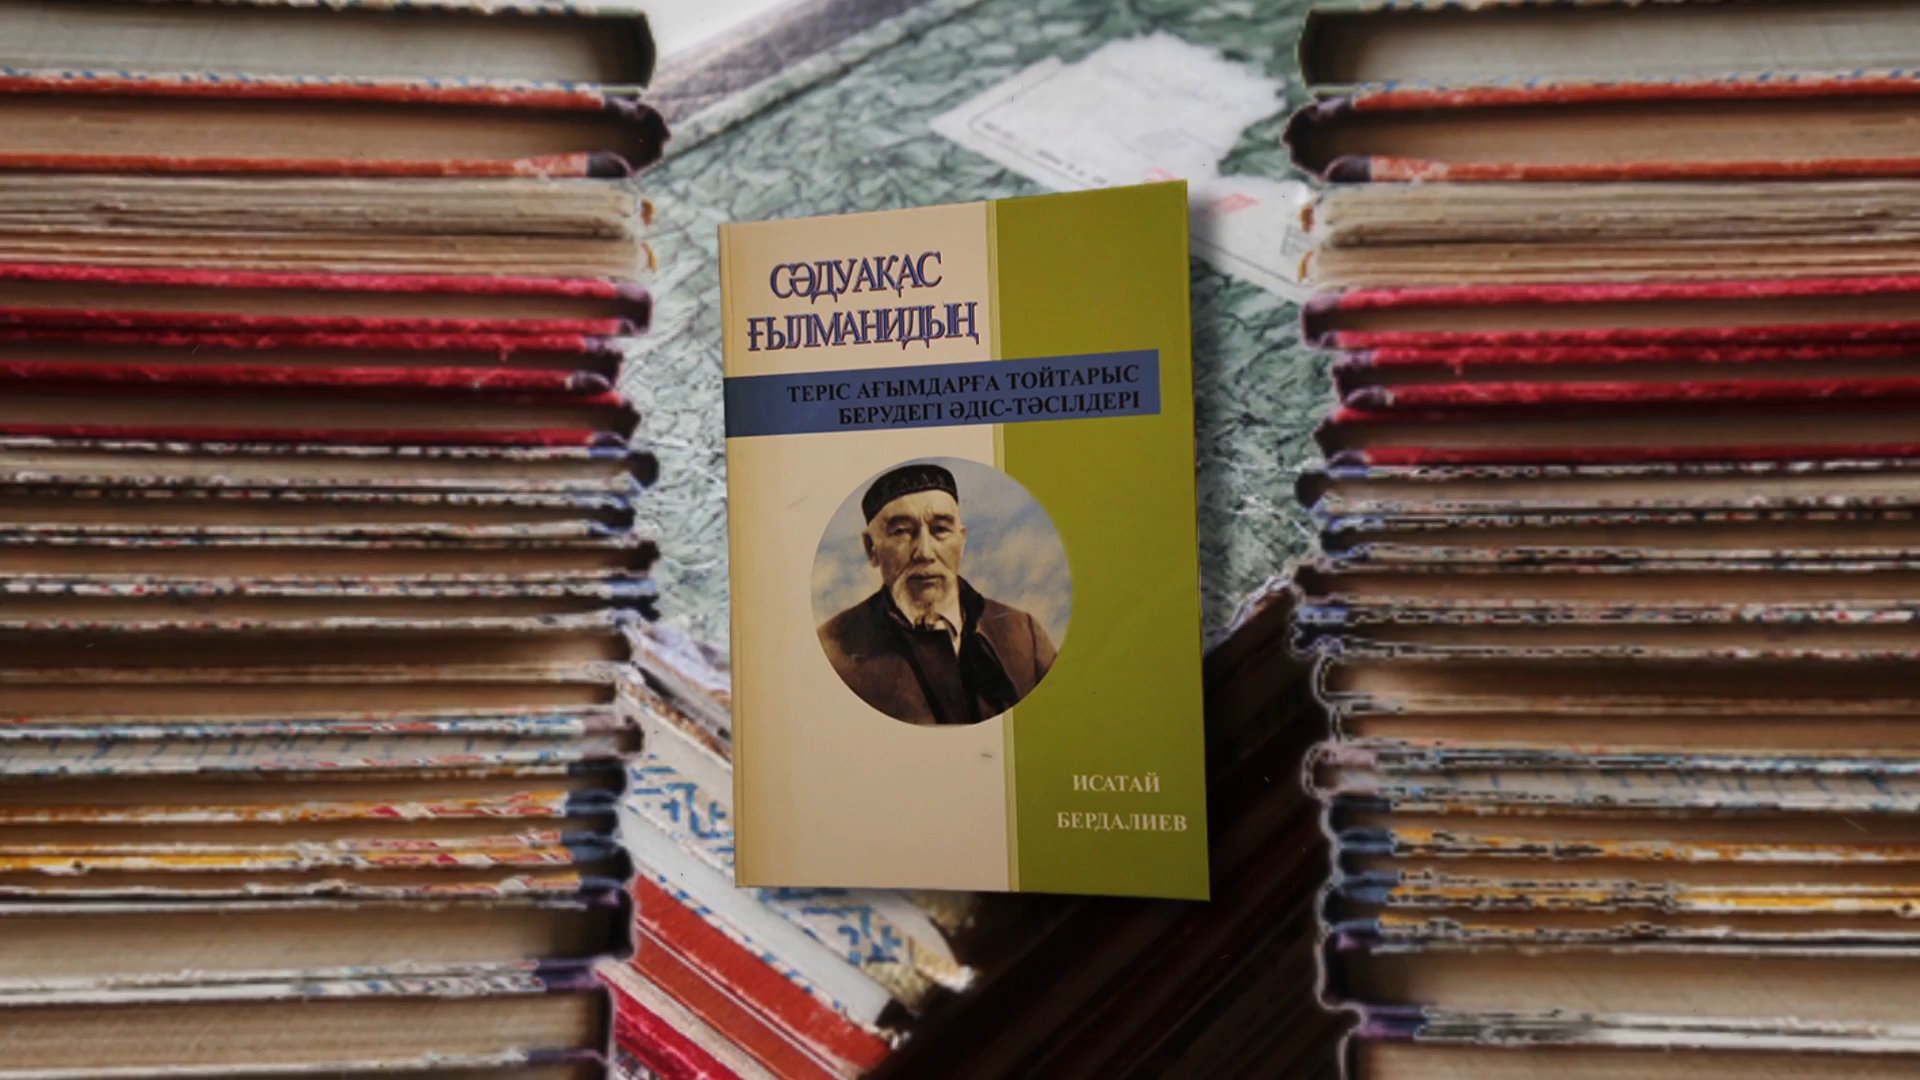 СӘДУАҚАС
ҒЫЛМАНИДЫҢ
ТЕРІС АҒЫМДАРҒА ТОЙТАРЫС
БЕРУДЕГІ ӘДІС-ТӘСІЛДЕРІ
ИСАТАЙ
БЕРДАЛИЕВ